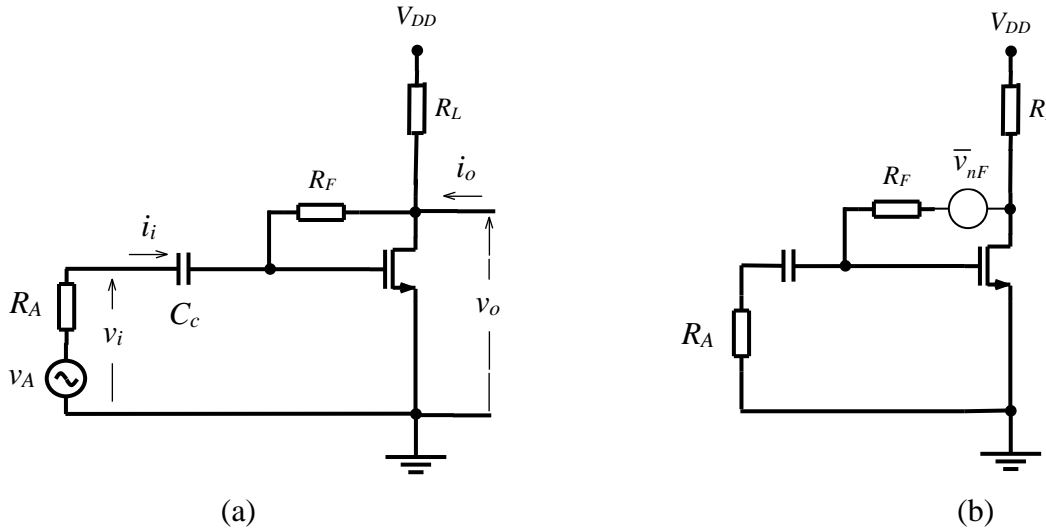 V_DD
R_L
i_o
R_F
i_i
C_c
R_A
v_i
v_A
v_o
(a)
V_DD
R
v̅_nF
R_F
R_A
(b)